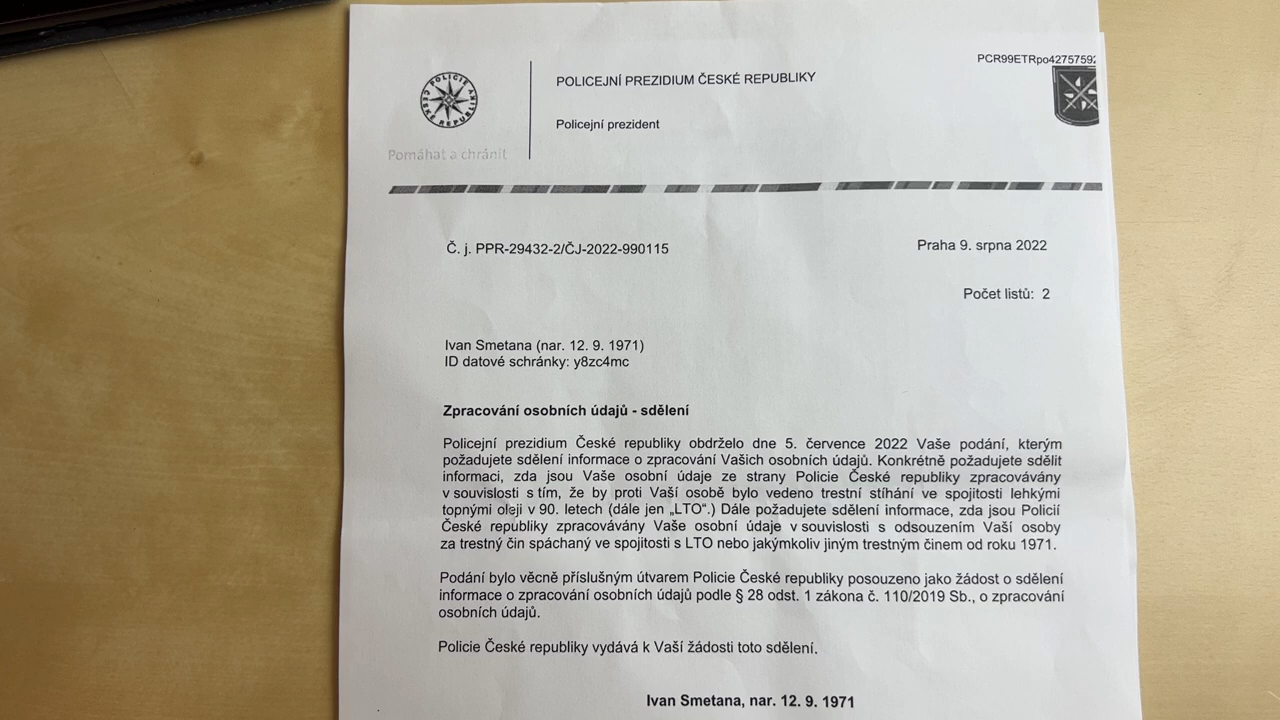 PCR99ETRpo4275759
POLICIE ČESKÉ REPUBLIKY
POLICEJNÍ PREZIDIUM ČESKÉ REPUBLIKY
Policejní prezident
Pomáhat a chránit
Č. j. PPR-29432-2/ČJ-2022-990115
Praha 9. srpna 2022
Počet listů: 2
Ivan Smetana (nar. 12. 9. 1971)
ID datové schránky: y8zc4mc
Zpracování osobních údajů - sdělení
Policejní prezidium České republiky obdrželo dne 5. července 2022 Vaše podání, kterým
požadujete sdělení informace o zpracování Vašich osobních údajů. Konkrétně požadujete sdělit
informaci, zda jsou Vaše osobní údaje ze strany Policie České republiky zpracovávány
v souvislosti s tím, že by proti Vaší osobě bylo vedeno trestní stíhání ve spojitosti lehkými
topnými oleji v 90. letech (dále jen „LTO“.) Dále požadujete sdělení informace, zda jsou Policií
České republiky zpracovávány Vaše osobní údaje v souvislosti s odsouzením Vaší osoby
za trestný čin spáchaný ve spojitosti s LTO nebo jakýmkoliv jiným trestným činem od roku 1971.
Podání bylo věcně příslušným útvarem Policie České republiky posouzeno jako žádost o sdělení
informace o zpracování osobních údajů podle § 28 odst. 1 zákona č. 110/2019 Sb., o zpracování
osobních údajů.
Policie České republiky vydává k Vaší žádosti toto sdělení.
Ivan Smetana, nar. 12. 9. 1971